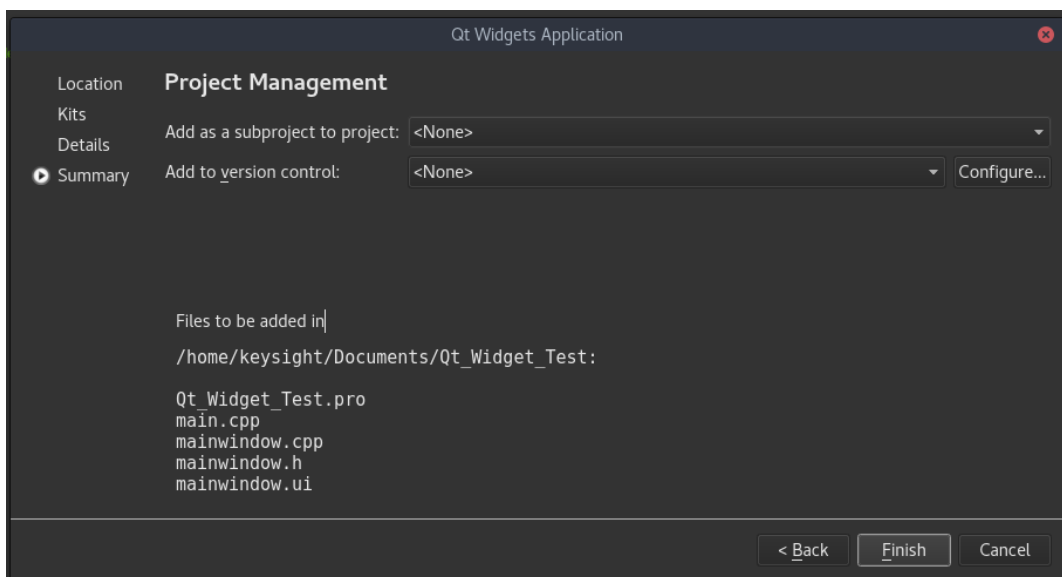 Qt Widgets Application
Location
Kits
Details
Summary
Project Management
Add as a subproject to project: <None>
Add to version control: <None> Configure...
Files to be added in
/home/keysight/Documents/Qt_Widget_Test:
Qt_Widget_Test.pro
main.cpp
mainwindow.cpp
mainwindow.h
mainwindow.ui
< Back Finish Cancel